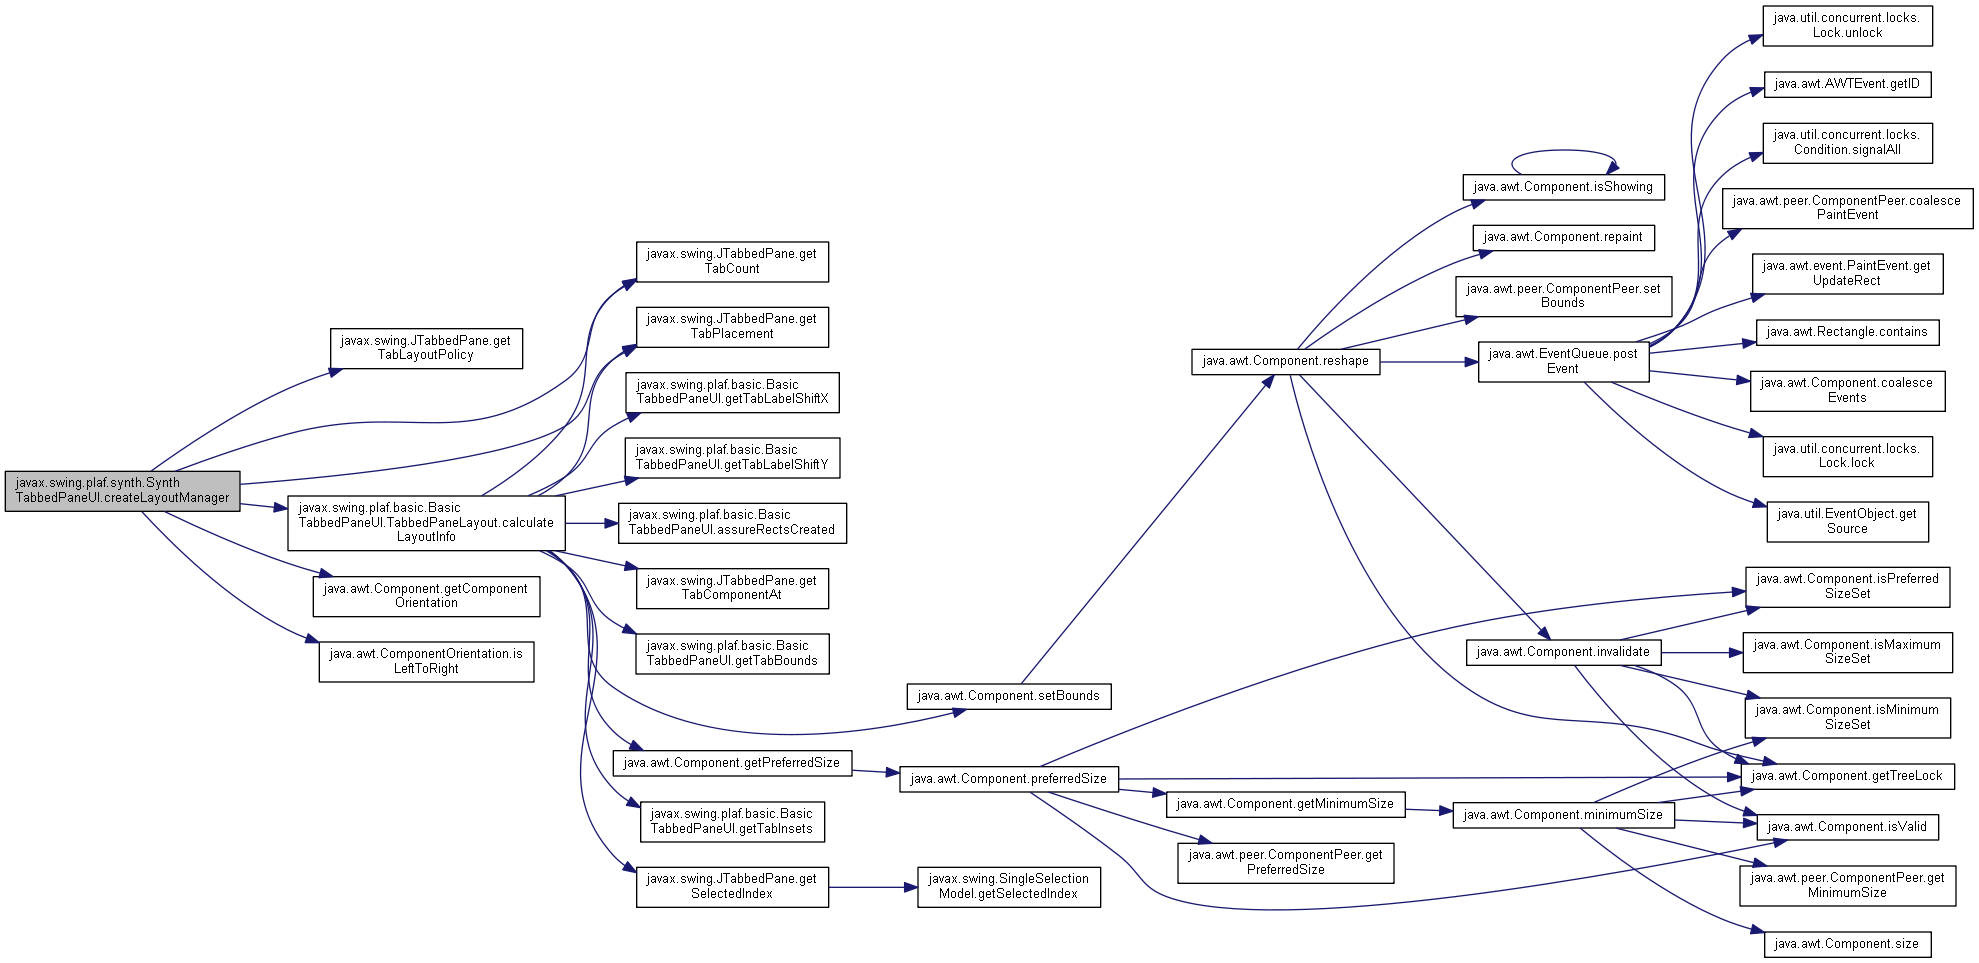 javax.swing.plaf.synth.Synth
TabbedPaneUI.createLayoutManager
javax.swing.JTabbedPane.get
TabLayoutPolicy
javax.swing.plaf.basic.Basic
TabbedPaneUI.TabbedPaneLayout.calculate
LayoutInfo
java.awt.Component.getComponent
Orientation
java.awt.ComponentOrientation.is
LeftToRight
javax.swing.JTabbedPane.get
TabCount
javax.swing.JTabbedPane.get
TabPlacement
javax.swing.plaf.basic.Basic
TabbedPaneUI.getTabLabelShiftX
javax.swing.plaf.basic.Basic
TabbedPaneUI.getTabLabelShiftY
javax.swing.plaf.basic.Basic
TabbedPaneUI.assureRectsCreated
javax.swing.JTabbedPane.get
TabComponentAt
javax.swing.plaf.basic.Basic
TabbedPaneUI.getTabBounds
java.awt.Component.getPreferredSize
javax.swing.plaf.basic.Basic
TabbedPaneUI.getTabInsets
javax.swing.JTabbedPane.get
SelectedIndex
java.awt.Component.setBounds
java.awt.Component.preferredSize
javax.swing.SingleSelection
Model.getSelectedIndex
java.awt.Component.reshape
java.awt.Component.getMinimumSize
java.awt.peer.ComponentPeer.get
PreferredSize
java.awt.Component.isShowing
java.awt.Component.repaint
java.awt.peer.ComponentPeer.set
Bounds
java.awt.EventQueue.post
Event
java.awt.Component.invalidate
java.awt.Component.minimumSize
java.util.concurrent.locks.
Lock.unlock
java.awt.AWTEvent.getID
java.util.concurrent.locks.
Condition.signalAll
java.awt.peer.ComponentPeer.coalesce
PaintEvent
java.awt.event.PaintEvent.get
UpdateRect
java.awt.Rectangle.contains
java.awt.Component.coalesce
Events
java.util.concurrent.locks.
Lock.lock
java.util.EventObject.get
Source
java.awt.Component.isPreferred
SizeSet
java.awt.Component.isMaximum
SizeSet
java.awt.Component.isMinimum
SizeSet
java.awt.Component.getTreeLock
java.awt.Component.isValid
java.awt.peer.ComponentPeer.get
MinimumSize
java.awt.Component.size